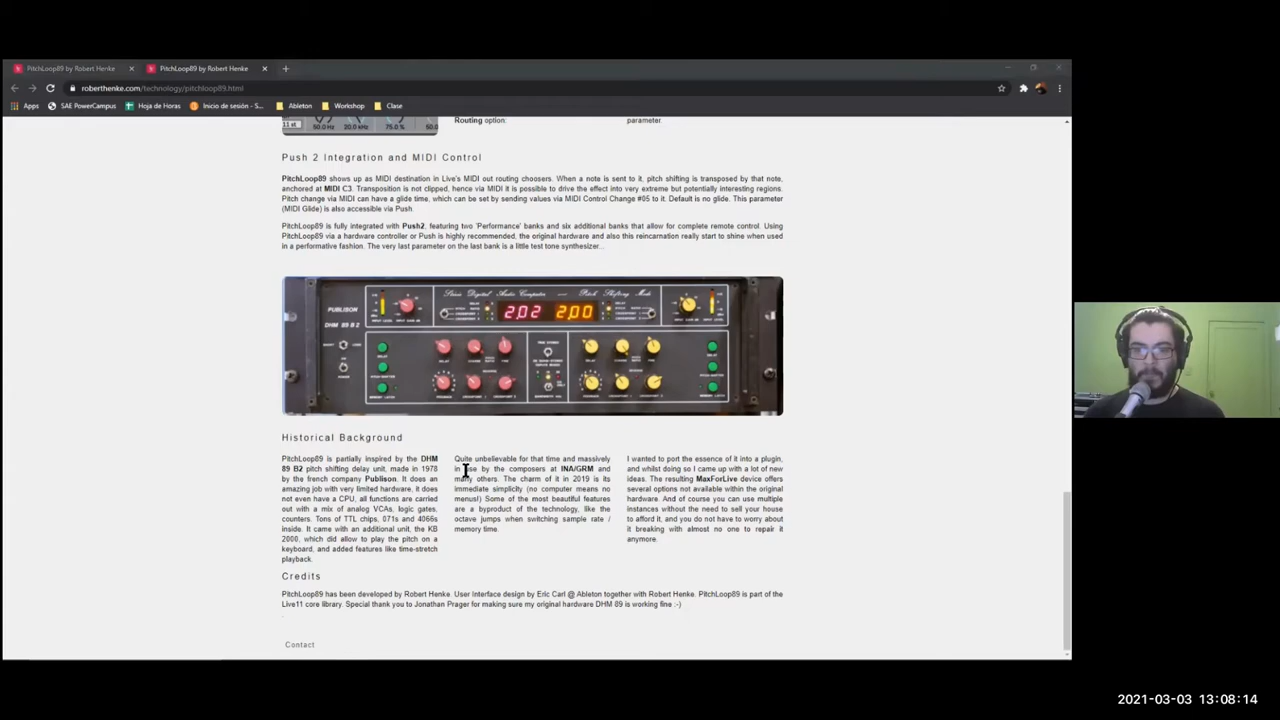 PitchLoop89 by Robert Henke
PitchLoop89 by Robert Henke
roberthenke.com/technology/pitchloop89.html
Apps SAE PowerCampus Hoja de Horas Inicio de sesión - S... Ableton Workshop Clase
11 st 50.0 Hz 20.0 kHz 75.0 % 50.0
Routing option: parameter
Push 2 Integration and MIDI Control
PitchLoop89 shows up as MIDI destination in Live's MIDI out routing choosers. When a note is sent to it, pitch shifting is transposed by that note,
anchored at MIDI C3. Transposition is not clipped, hence via MIDI it is possible to drive the effect into very extreme but potentially interesting regions.
Pitch change via MIDI can have a glide time, which can be set by sending values via MIDI Control Change #05 to it. Default is no glide. This parameter
(MIDI Glide) is also accessible via Push.
PitchLoop89 is fully integrated with Push2, featuring two 'Performance' banks and six additional banks that allow for complete remote control. Using
PitchLoop89 via a hardware controller or Push is highly recommended, the original hardware and also this reincarnation really start to shine when used
in a performative fashion. The very last parameter on the last bank is a little test tone synthesizer...
Stereo Digital Audio Computer — Pitch Shifting Mode
PUBLISON
DHM 89 B 2
2.02 2.00
Historical Background
PitchLoop89 is partially inspired by the DHM
89 B2 pitch shifting delay unit, made in 1978
by the french company Publison. It does an
amazing job with very limited hardware, it does
not even have a CPU, all functions are carried
out with a mix of analog VCAs, logic gates,
counters. Tons of TTL chips, 071s and 4066s
inside. It came with an additional unit, the KB
2000, which did allow to play the pitch on a
keyboard, and added features like time-stretch
playback.
Quite unbelievable for that time and massively
in use by the composers at INA/GRM and
many others. The charm of it in 2019 is its
immediate simplicity (no computer means no
menus!) Some of the most beautiful features
are a byproduct of the technology, like the
octave jumps when switching sample rate /
memory time.
I wanted to port the essence of it into a plugin,
and whilst doing so I came up with a lot of new
ideas. The resulting MaxForLive device offers
several options not available within the original
hardware. And of course you can use multiple
instances without the need to sell your house
to afford it, and you do not have to worry about
it breaking with almost no one to repair it
anymore.
Credits
PitchLoop89 has been developed by Robert Henke. User Interface design by Eric Carl @ Ableton together with Robert Henke. PitchLoop89 is part of the
Live11 core library. Special thank you to Jonathan Prager for making sure my original hardware DHM 89 is working fine :-)
Contact
2021-03-03 13:08:14